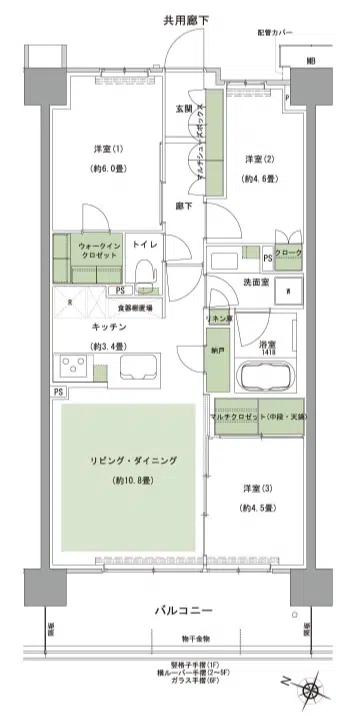 共用廊下
配管カバー
MB
玄関
P
マルチシューズボックス
洋室(1)
(約6.0畳)
洋室(2)
(約4.6畳)
廊下
ウォークイン
クロゼット
トイレ
PS
クローク
洗面室
PS
R
食器棚置場
W
リネン庫
キッチン
(約3.4畳)
納戸
浴室
1418
PS
マルチクロゼット(中段・天袋)
リビング・ダイニング
(約10.8畳)
洋室(3)
(約4.5畳)
バルコニー
隔板
隔板
物干金物
竪格子手摺(1F)
横ルーバー手摺(2~5F)
ガラス手摺(6F)
N